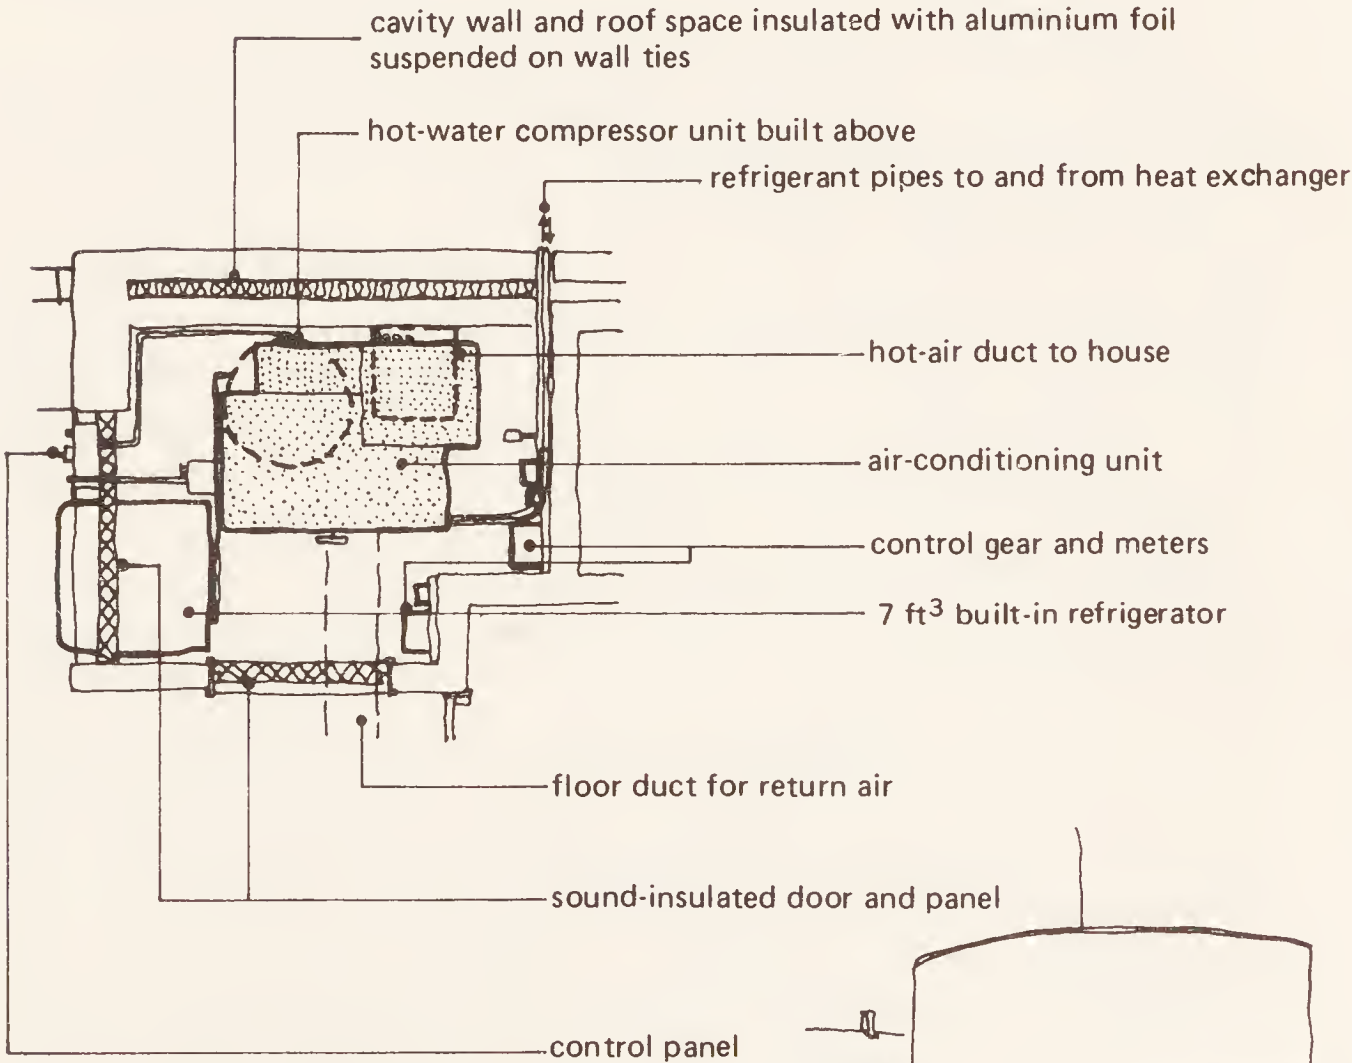 cavity wall and roof space insulated with aluminium foil
suspended on wall ties
hot-water compressor unit built above
refrigerant pipes to and from heat exchanger
hot-air duct to house
air-conditioning unit
control gear and meters
7 ft³ built-in refrigerator
floor duct for return air
sound-insulated door and panel
control panel